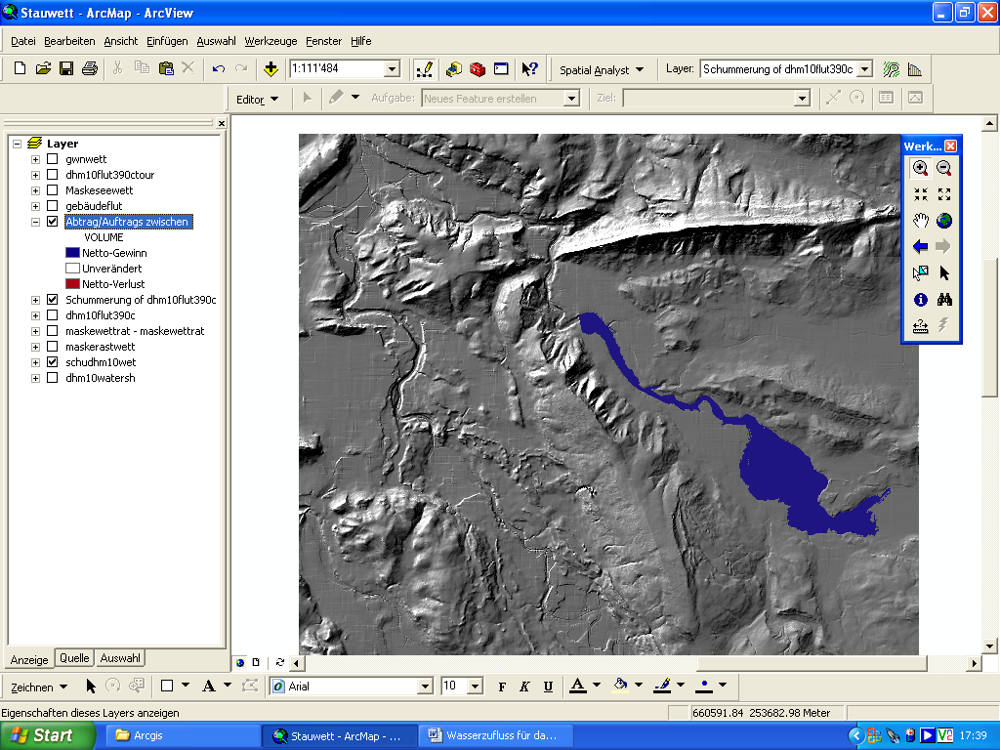 Stauwett - ArcMap - ArcView
Datei Bearbeiten Ansicht Einfügen Auswahl Werkzeuge Fenster Hilfe
1:111'484 Spatial Analyst Layer: Schummerung of dhm10flut390c
Editor Aufgabe: Neues Feature erstellen Ziel:
Layer
gwnwett
dhm10flut390ctour
Maskeseewett
gebäudeflut
Abtrag/Auftrags zwischen
VOLUME
Netto-Gewinn
Unverändert
Netto-Verlust
Schummerung of dhm10flut390c
dhm10flut390c
maskewettrat - maskewettrat
maskerastwett
schudhm10wet
dhm10watersh
Werk...
Anzeige Quelle Auswahl
Zeichnen A Arial 10 F K U A
Eigenschaften dieses Layers anzeigen 660591.84 253682.98 Meter
Start Arcgis Stauwett - ArcMap - ... Wasserzufluss für da... 17:39